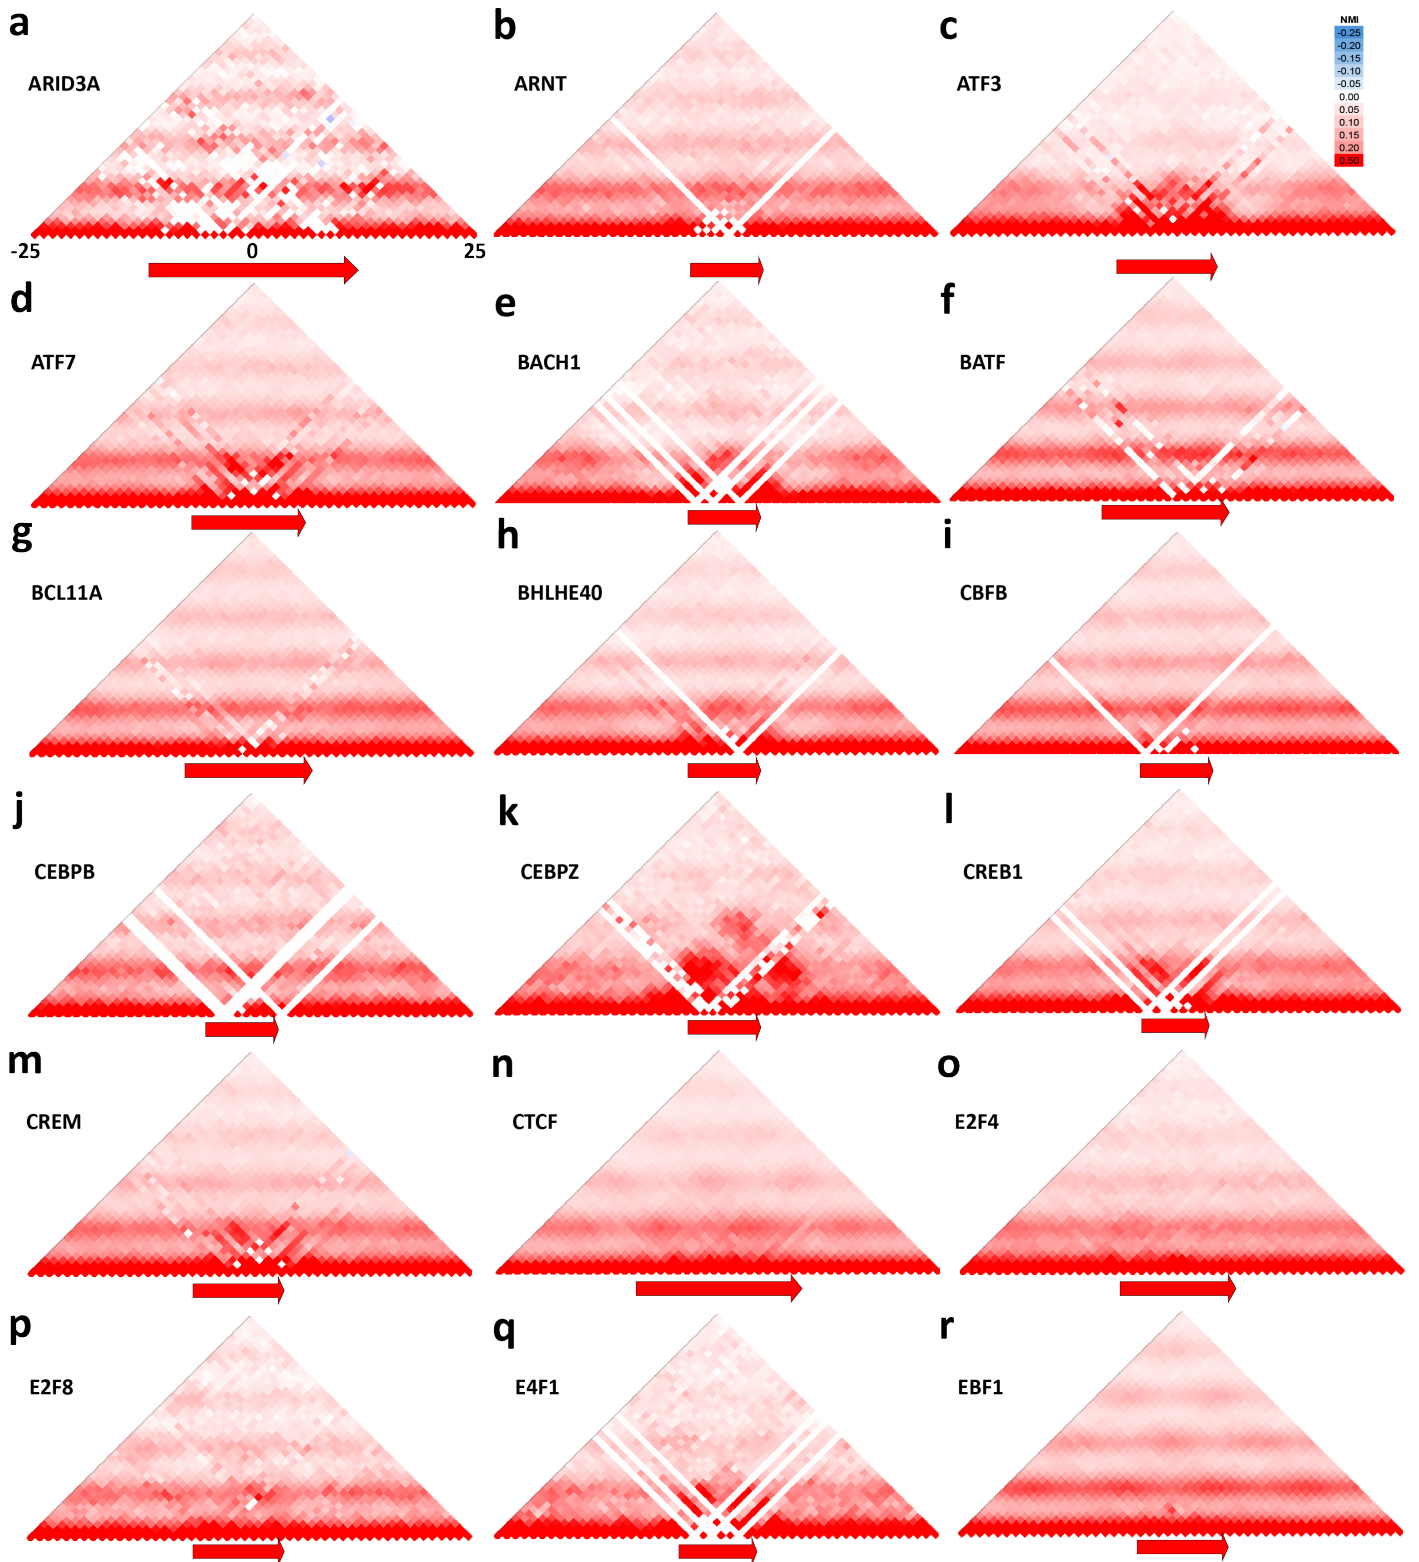 a
ARID3A
-25
0
25
b
ARNT
c
ATF3
NMI
-0.25
-0.20
-0.15
-0.10
-0.05
0.00
0.05
0.10
0.15
0.20
0.50
d
ATF7
e
BACH1
f
BATF
g
BCL11A
h
BHLHE40
i
CBFB
j
CEBPB
k
CEBPZ
l
CREB1
m
CREM
n
CTCF
o
E2F4
p
E2F8
q
E4F1
r
EBF1